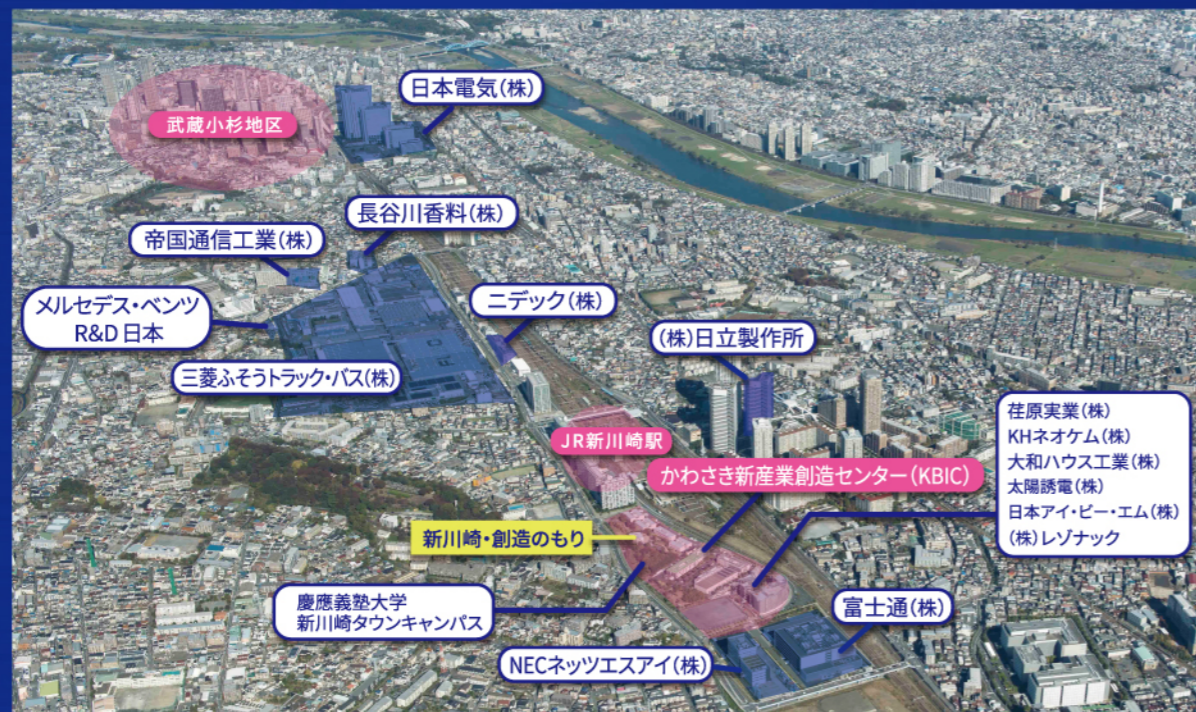 日本電気(株)
武蔵小杉地区
長谷川香料(株)
帝国通信工業(株)
メルセデス・ベンツ
R&D 日本
ニデック(株)
(株)日立製作所
三菱ふそうトラック・バス(株)
JR新川崎駅
かわさき新産業創造センター(KBIC)
荏原実業(株)
KHネオケム(株)
大和ハウス工業(株)
太陽誘電(株)
日本アイ・ビー・エム(株)
(株)レゾナック
新川崎・創造のもり
慶應義塾大学
新川崎タウンキャンパス
富士通(株)
NECネッツエスアイ(株)